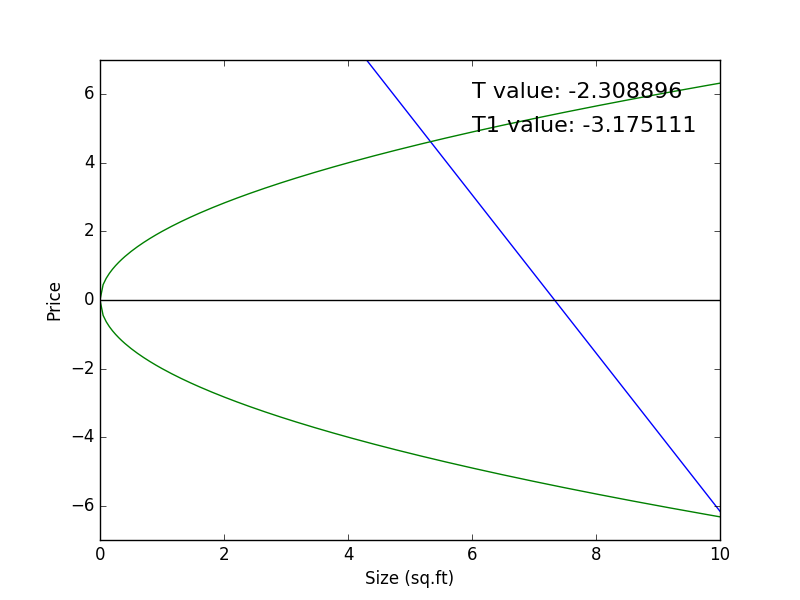 T value: -2.308896
T1 value: -3.175111
6
4
2
0
−2
−4
−6
Price
0 2 4 6 8 10
Size (sq.ft)